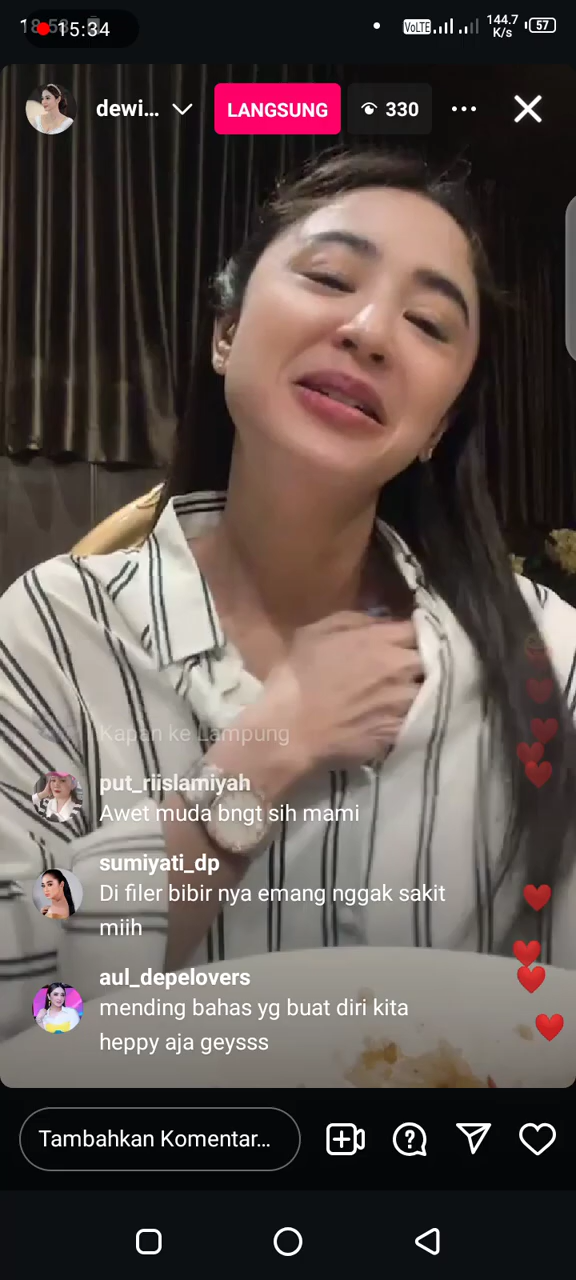 15:34
VoLTE
144.7
K/s
57
dewi...
LANGSUNG
330
Kapan ke Lampung
put_riislamiyah
Awet muda bngt sih mami
sumiyati_dp
Di filer bibir nya emang nggak sakit
miih
aul_depelovers
mending bahas yg buat diri kita
heppy aja geysss
Tambahkan Komentar...